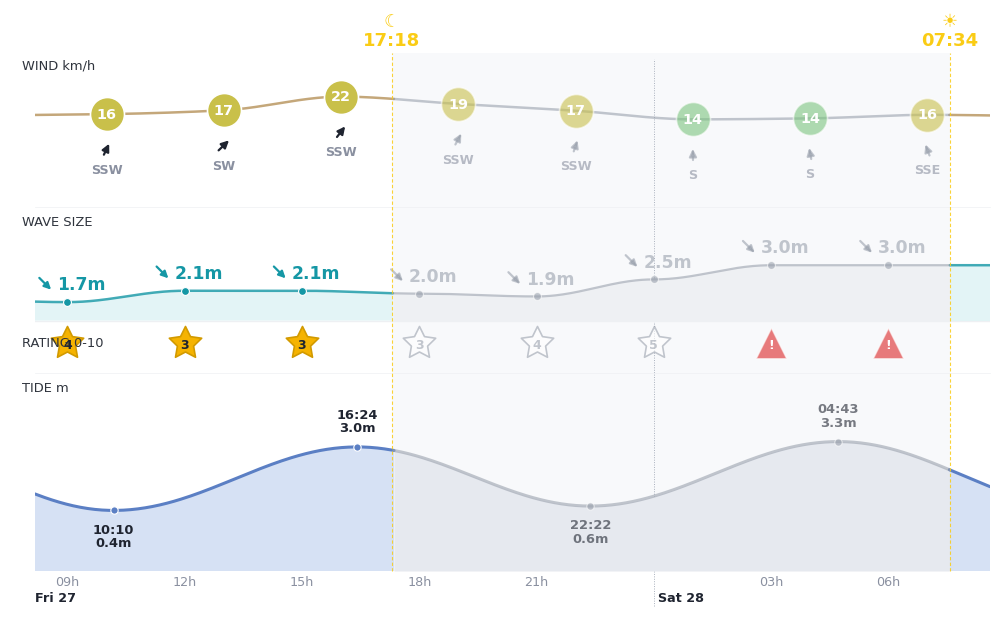 17:18
07:34
WIND km/h
16
17
22
19
17
14
14
16
SSW
SW
SSW
SSW
SSW
S
S
SSE
WAVE SIZE
1.7m
2.1m
2.1m
2.0m
1.9m
2.5m
3.0m
3.0m
RATING 0-10
4
3
3
3
4
5
!
!
TIDE m
16:24
3.0m
04:43
3.3m
10:10
0.4m
22:22
0.6m
09h
12h
15h
18h
21h
03h
06h
Fri 27
Sat 28